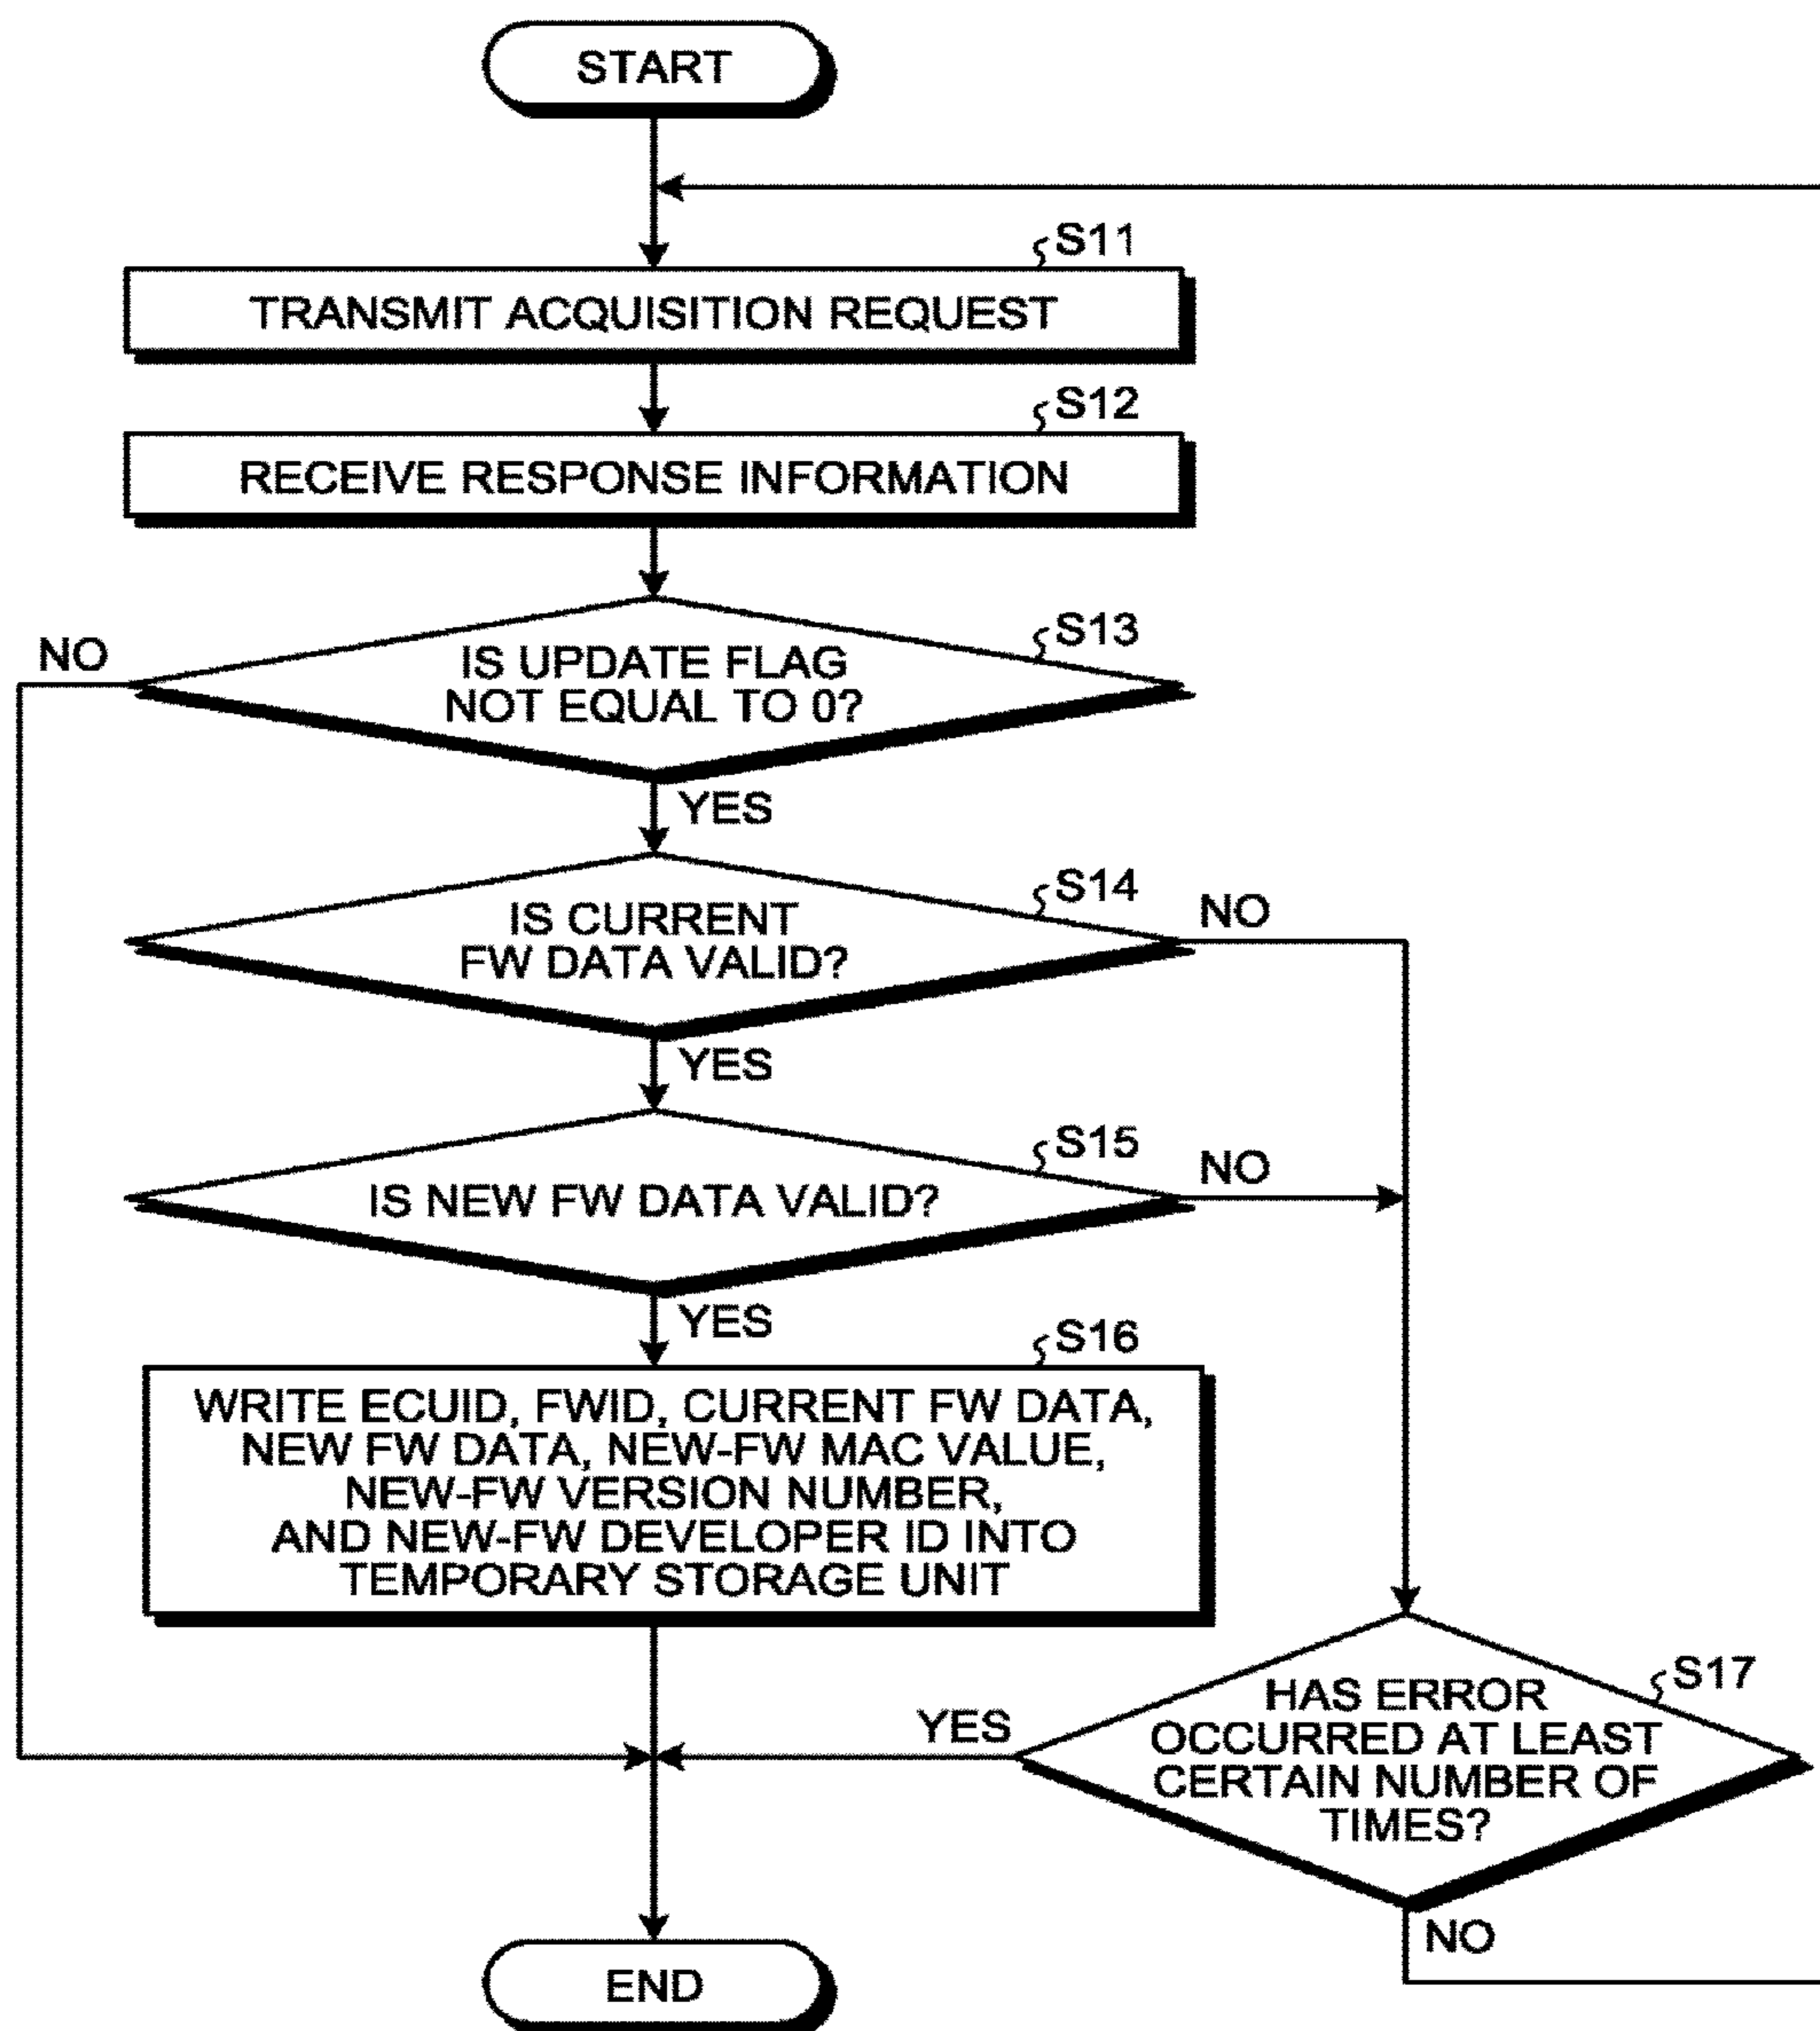 START
S11
TRANSMIT ACQUISITION REQUEST
S12
RECEIVE RESPONSE INFORMATION
S13
NO
IS UPDATE FLAG
NOT EQUAL TO 0?
YES
S14
NO
IS CURRENT
FW DATA VALID?
YES
S15
NO
IS NEW FW DATA VALID?
YES
S16
WRITE ECUID, FWID, CURRENT FW DATA,
NEW FW DATA, NEW-FW MAC VALUE,
NEW-FW VERSION NUMBER,
AND NEW-FW DEVELOPER ID INTO
TEMPORARY STORAGE UNIT
S17
YES
HAS ERROR
OCCURRED AT LEAST
CERTAIN NUMBER OF
TIMES?
NO
END